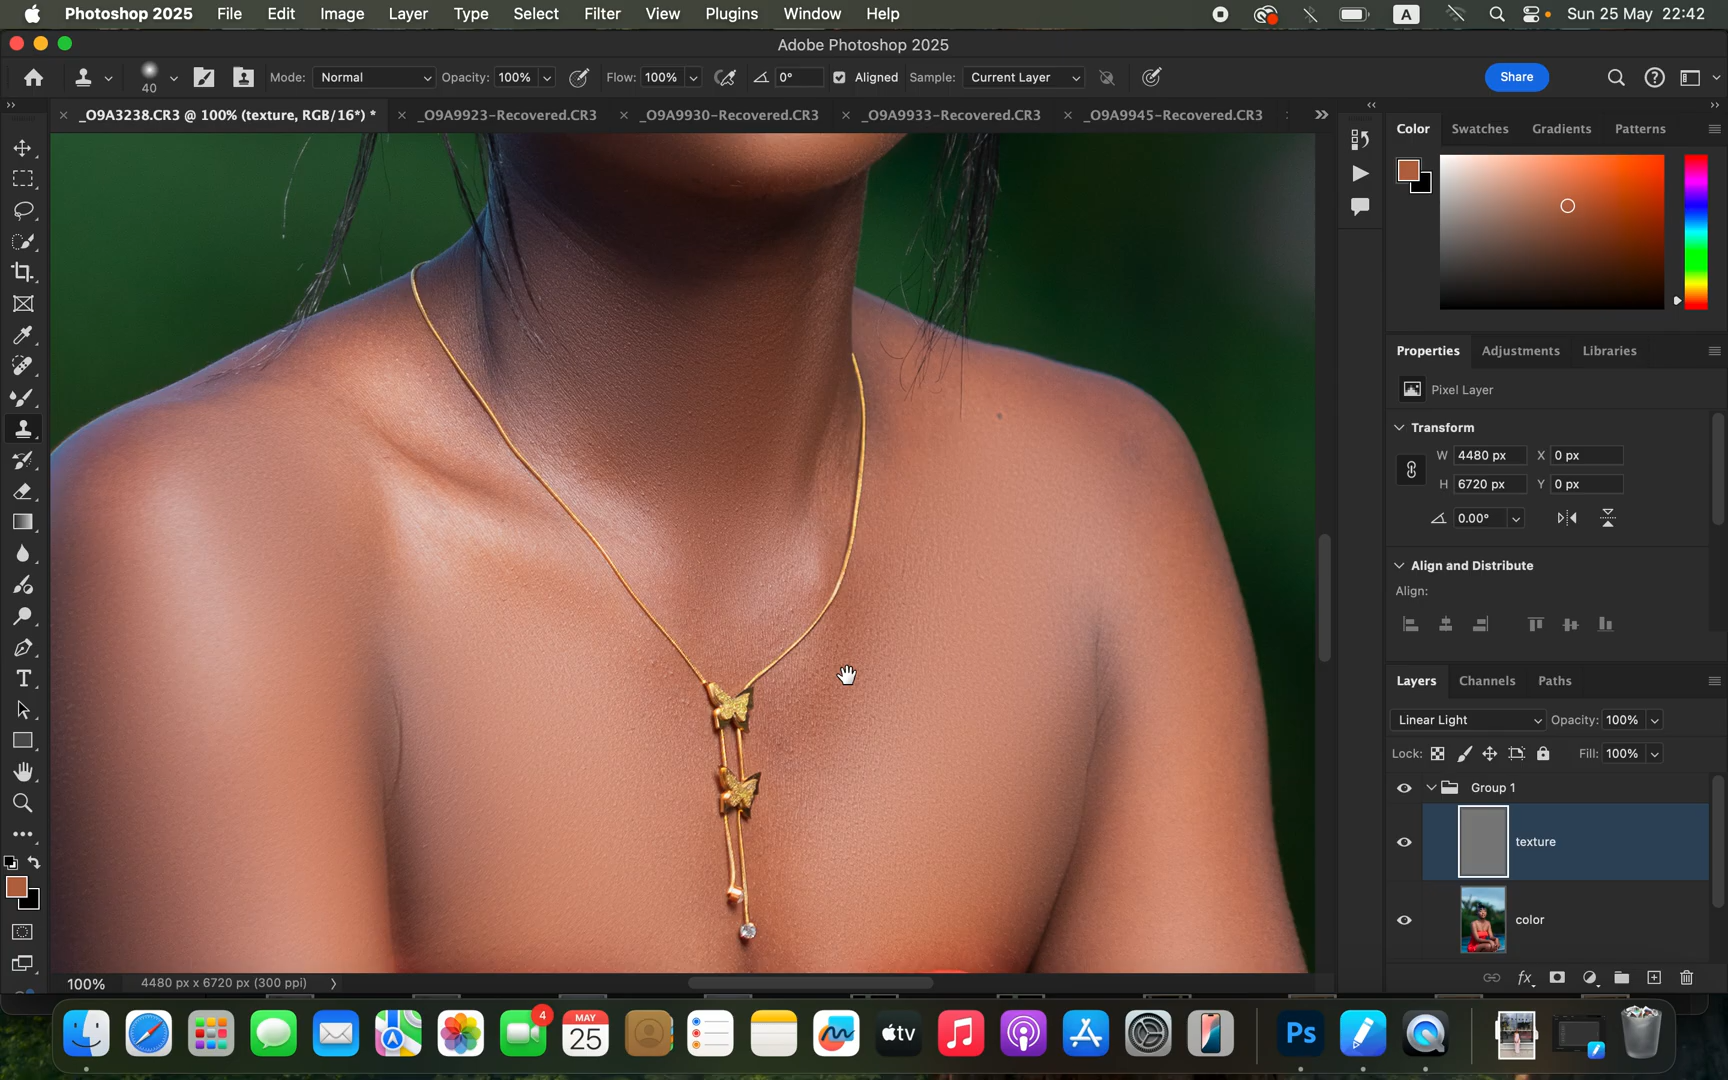 Photoshop 2025 File Edit Image Layer Type Select Filter View Plugins Window Help A Sun 25 May 22:42
Adobe Photoshop 2025
40 Mode: Normal Opacity: 100% Flow: 100% 0° Aligned Sample: Current Layer Share
_O9A3238.CR3 @ 100% (texture, RGB/16*) * _O9A9923-Recovered.CR3 _O9A9930-Recovered.CR3 _O9A9933-Recovered.CR3 _O9A9945-Recovered.CR3
Color Swatches Gradients Patterns
Properties Adjustments Libraries
Pixel Layer
Transform
W 4480 px X 0 px
H 6720 px Y 0 px
0.00°
Align and Distribute
Align:
Layers Channels Paths
Linear Light Opacity: 100%
Lock: Fill: 100%
Group 1
texture
color
100% 4480 px x 6720 px (300 ppi)
4
MAY
25
tv
Ps